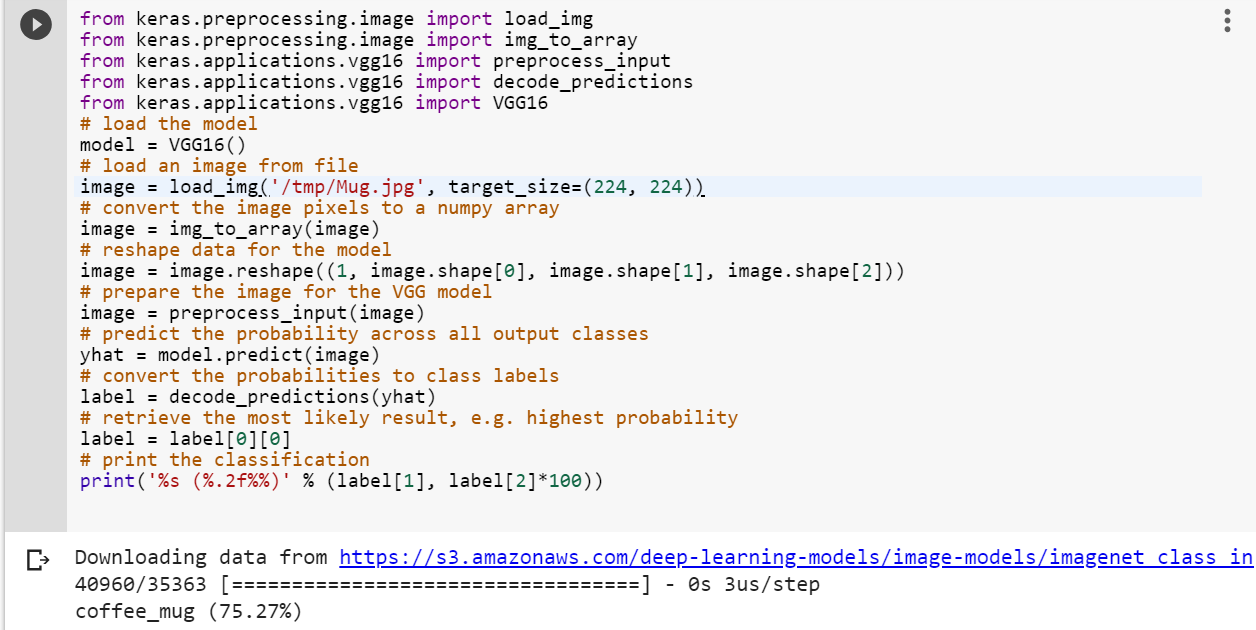 from keras.preprocessing.image import load_img
from keras.preprocessing.image import img_to_array
from keras.applications.vgg16 import preprocess_input
from keras.applications.vgg16 import decode_predictions
from keras.applications.vgg16 import VGG16
# load the model
model = VGG16()
# load an image from file
image = load_img('/tmp/Mug.jpg', target_size=(224, 224))
# convert the image pixels to a numpy array
image = img_to_array(image)
# reshape data for the model
image = image.reshape((1, image.shape[0], image.shape[1], image.shape[2]))
# prepare the image for the VGG model
image = preprocess_input(image)
# predict the probability across all output classes
yhat = model.predict(image)
# convert the probabilities to class labels
label = decode_predictions(yhat)
# retrieve the most likely result, e.g. highest probability
label = label[0][0]
# print the classification
print('%s (%.2f%%)' % (label[1], label[2]*100))
Downloading data from https://s3.amazonaws.com/deep-learning-models/image-models/imagenet_class_in
40960/35363 [==================================] - 0s 3us/step
coffee_mug (75.27%)